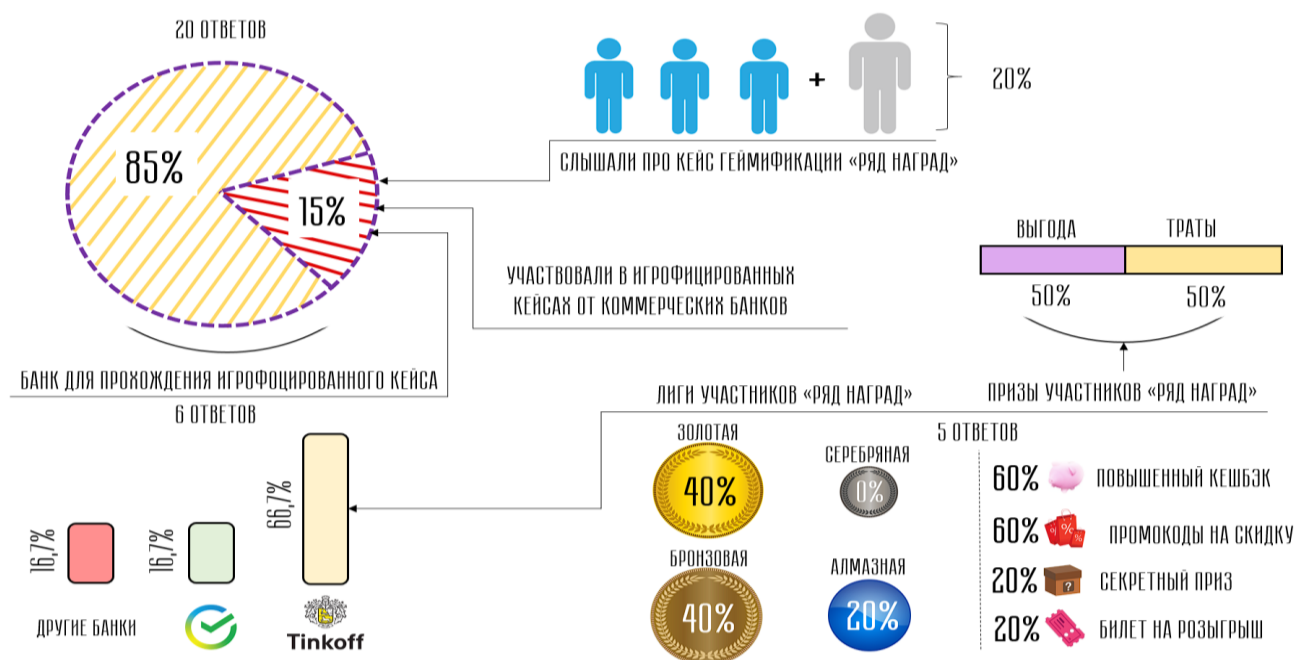 20 ОТВЕТОВ
85%
15%
+
20%
СЛЫШАЛИ ПРО КЕЙС ГЕЙМИФИКАЦИИ «РЯД НАГРАД»
УЧАСТВОВАЛИ В ИГРОФИЦИРОВАННЫХ
КЕЙСАХ ОТ КОММЕРЧЕСКИХ БАНКОВ
ВЫГОДА
ТРАТЫ
50%
50%
ПРИЗЫ УЧАСТНИКОВ «РЯД НАГРАД»
БАНК ДЛЯ ПРОХОЖДЕНИЯ ИГРОФОЦИРОВАННОГО КЕЙСА
6 ОТВЕТОВ
16,7%
16,7%
66,7%
ДРУГИЕ БАНКИ
Tinkoff
ЛИГИ УЧАСТНИКОВ «РЯД НАГРАД»
ЗОЛОТАЯ
40%
СЕРЕБРЯНАЯ
0%
БРОНЗОВАЯ
40%
АЛМАЗНАЯ
20%
5 ОТВЕТОВ
60% ПОВЫШЕННЫЙ КЕШБЭК
60% % % ПРОМОКОДЫ НА СКИДКУ
20% ? СЕКРЕТНЫЙ ПРИЗ
20% БИЛЕТ НА РОЗЫГРЫШ